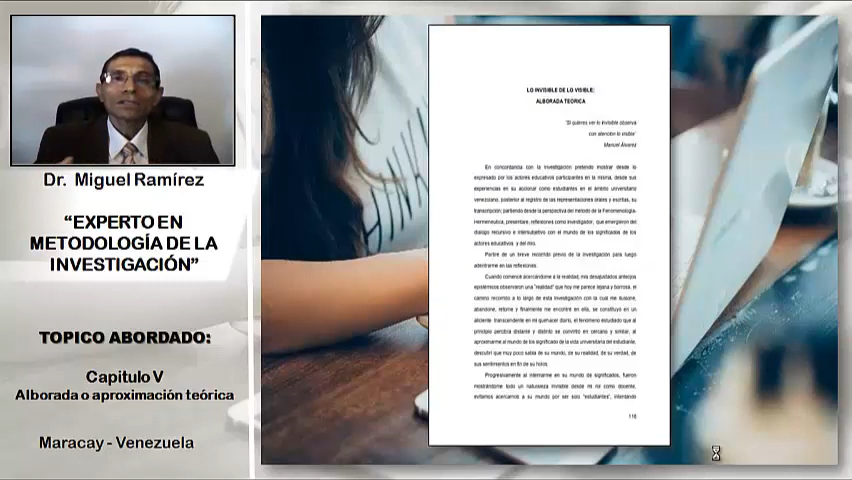 Dr. Miguel Ramírez
“EXPERTO EN
METODOLOGÍA DE LA
INVESTIGACIÓN”
TOPICO ABORDADO:
Capitulo V
Alborada o aproximación teórica
Maracay - Venezuela
LO INVISIBLE DE LO VISIBLE:
ALBORADA TEORICA
“Si quieres ver lo invisible observa
con atención lo visible”
Manuel Álvarez
En concordancia con la investigación pretendo mostrar desde lo
expresado por los actores educativos participantes en la misma, desde sus
experiencias en su accionar como estudiantes en el ámbito universitario
venezolano, posterior al registro de las representaciones orales y escritas, su
transcripción; partiendo desde la perspectiva del método de la Fenomenología-
Hermenéutica, presentare, reflexiones como investigador, que emergieron del
dialogo recursivo e intersubjetivo con el mundo de los significados de los
actores educativos y del mío.
Partiré de un breve recorrido previo de la investigación para luego
adentrarme en las reflexiones.
Cuando comencé acercándome a la realidad, mis desajustados anteojos
epistémicos observaron una "realidad" que hoy me parece lejana y borrosa, el
camino recorrido a lo largo de esta investigación con la cual me ilusione,
abandone, retome y finalmente me encontré en ella, se constituyó en un
aliciente transcendental en mi quehacer diario, el fenómeno estudiado que al
principio percibía distante y distinto se convirtió en cercano y similar, al
aproximarme al mundo de los significados de la vida universitaria del estudiante,
descubrí que muy poco sabía de su mundo, de su realidad, de su verdad, de
sus sentimientos en fin de su hacer.
Progresivamente al internarme en su mundo de significados, fueron
mostrándome todo un naturaleza invisible desde mi rol como docente,
evitamos acercarnos a su mundo por ser solo "estudiantes", intentando
116